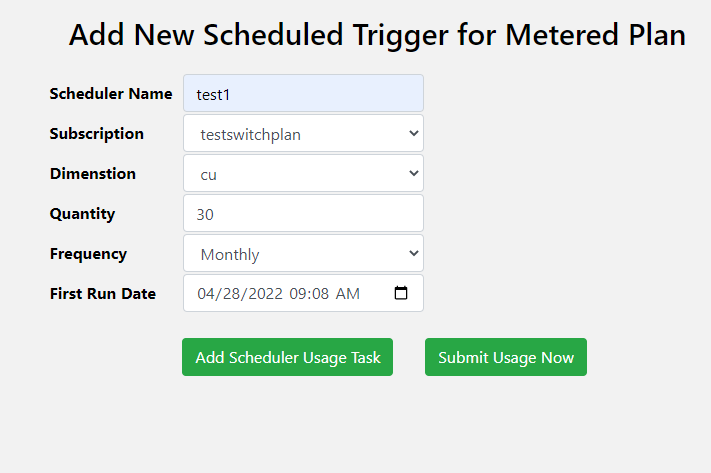 Add New Scheduled Trigger for Metered Plan
Scheduler Name test1
Subscription testswitchplan
Dimenstion cu
Quantity 30
Frequency Monthly
First Run Date 04/28/2022 09:08 AM
Add Scheduler Usage Task Submit Usage Now